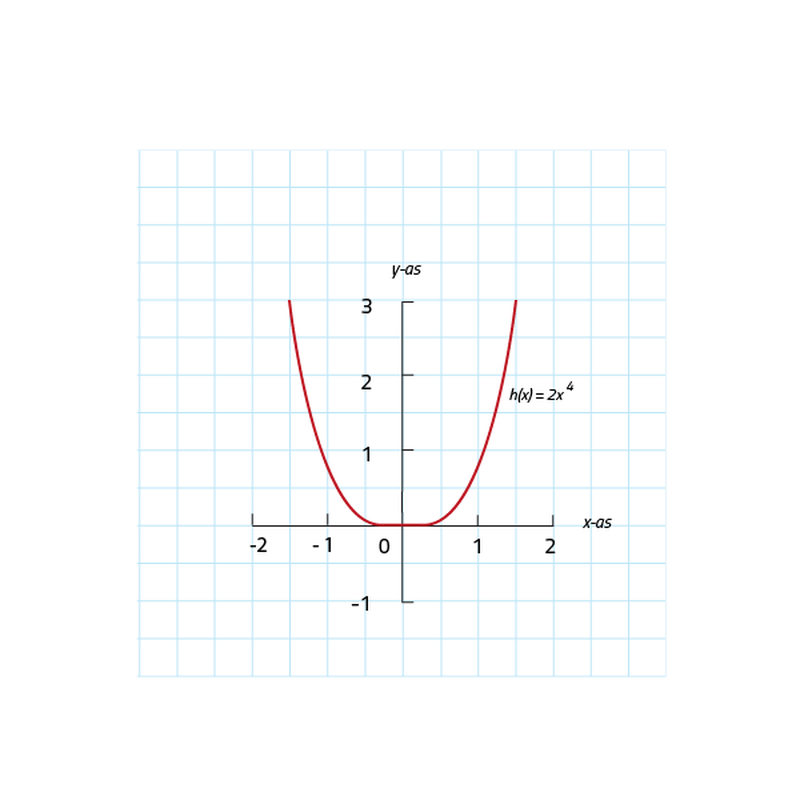 y-as
3
2
h(x) = 2x⁴
1
x-as
-2 -1 0 1 2
-1